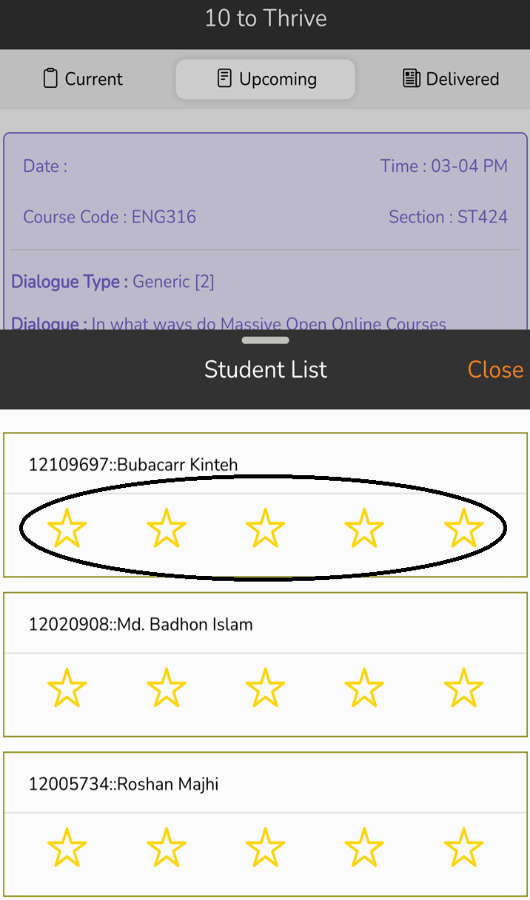 10 to Thrive
Current Upcoming Delivered
Date : Time : 03-04 PM
Course Code : ENG316 Section : ST424
Dialogue Type : Generic [2]
Dialogue : In what ways do Massive Open Online Courses
Student List Close
12109697::Bubacarr Kinteh
12020908::Md. Badhon Islam
12005734::Roshan Majhi